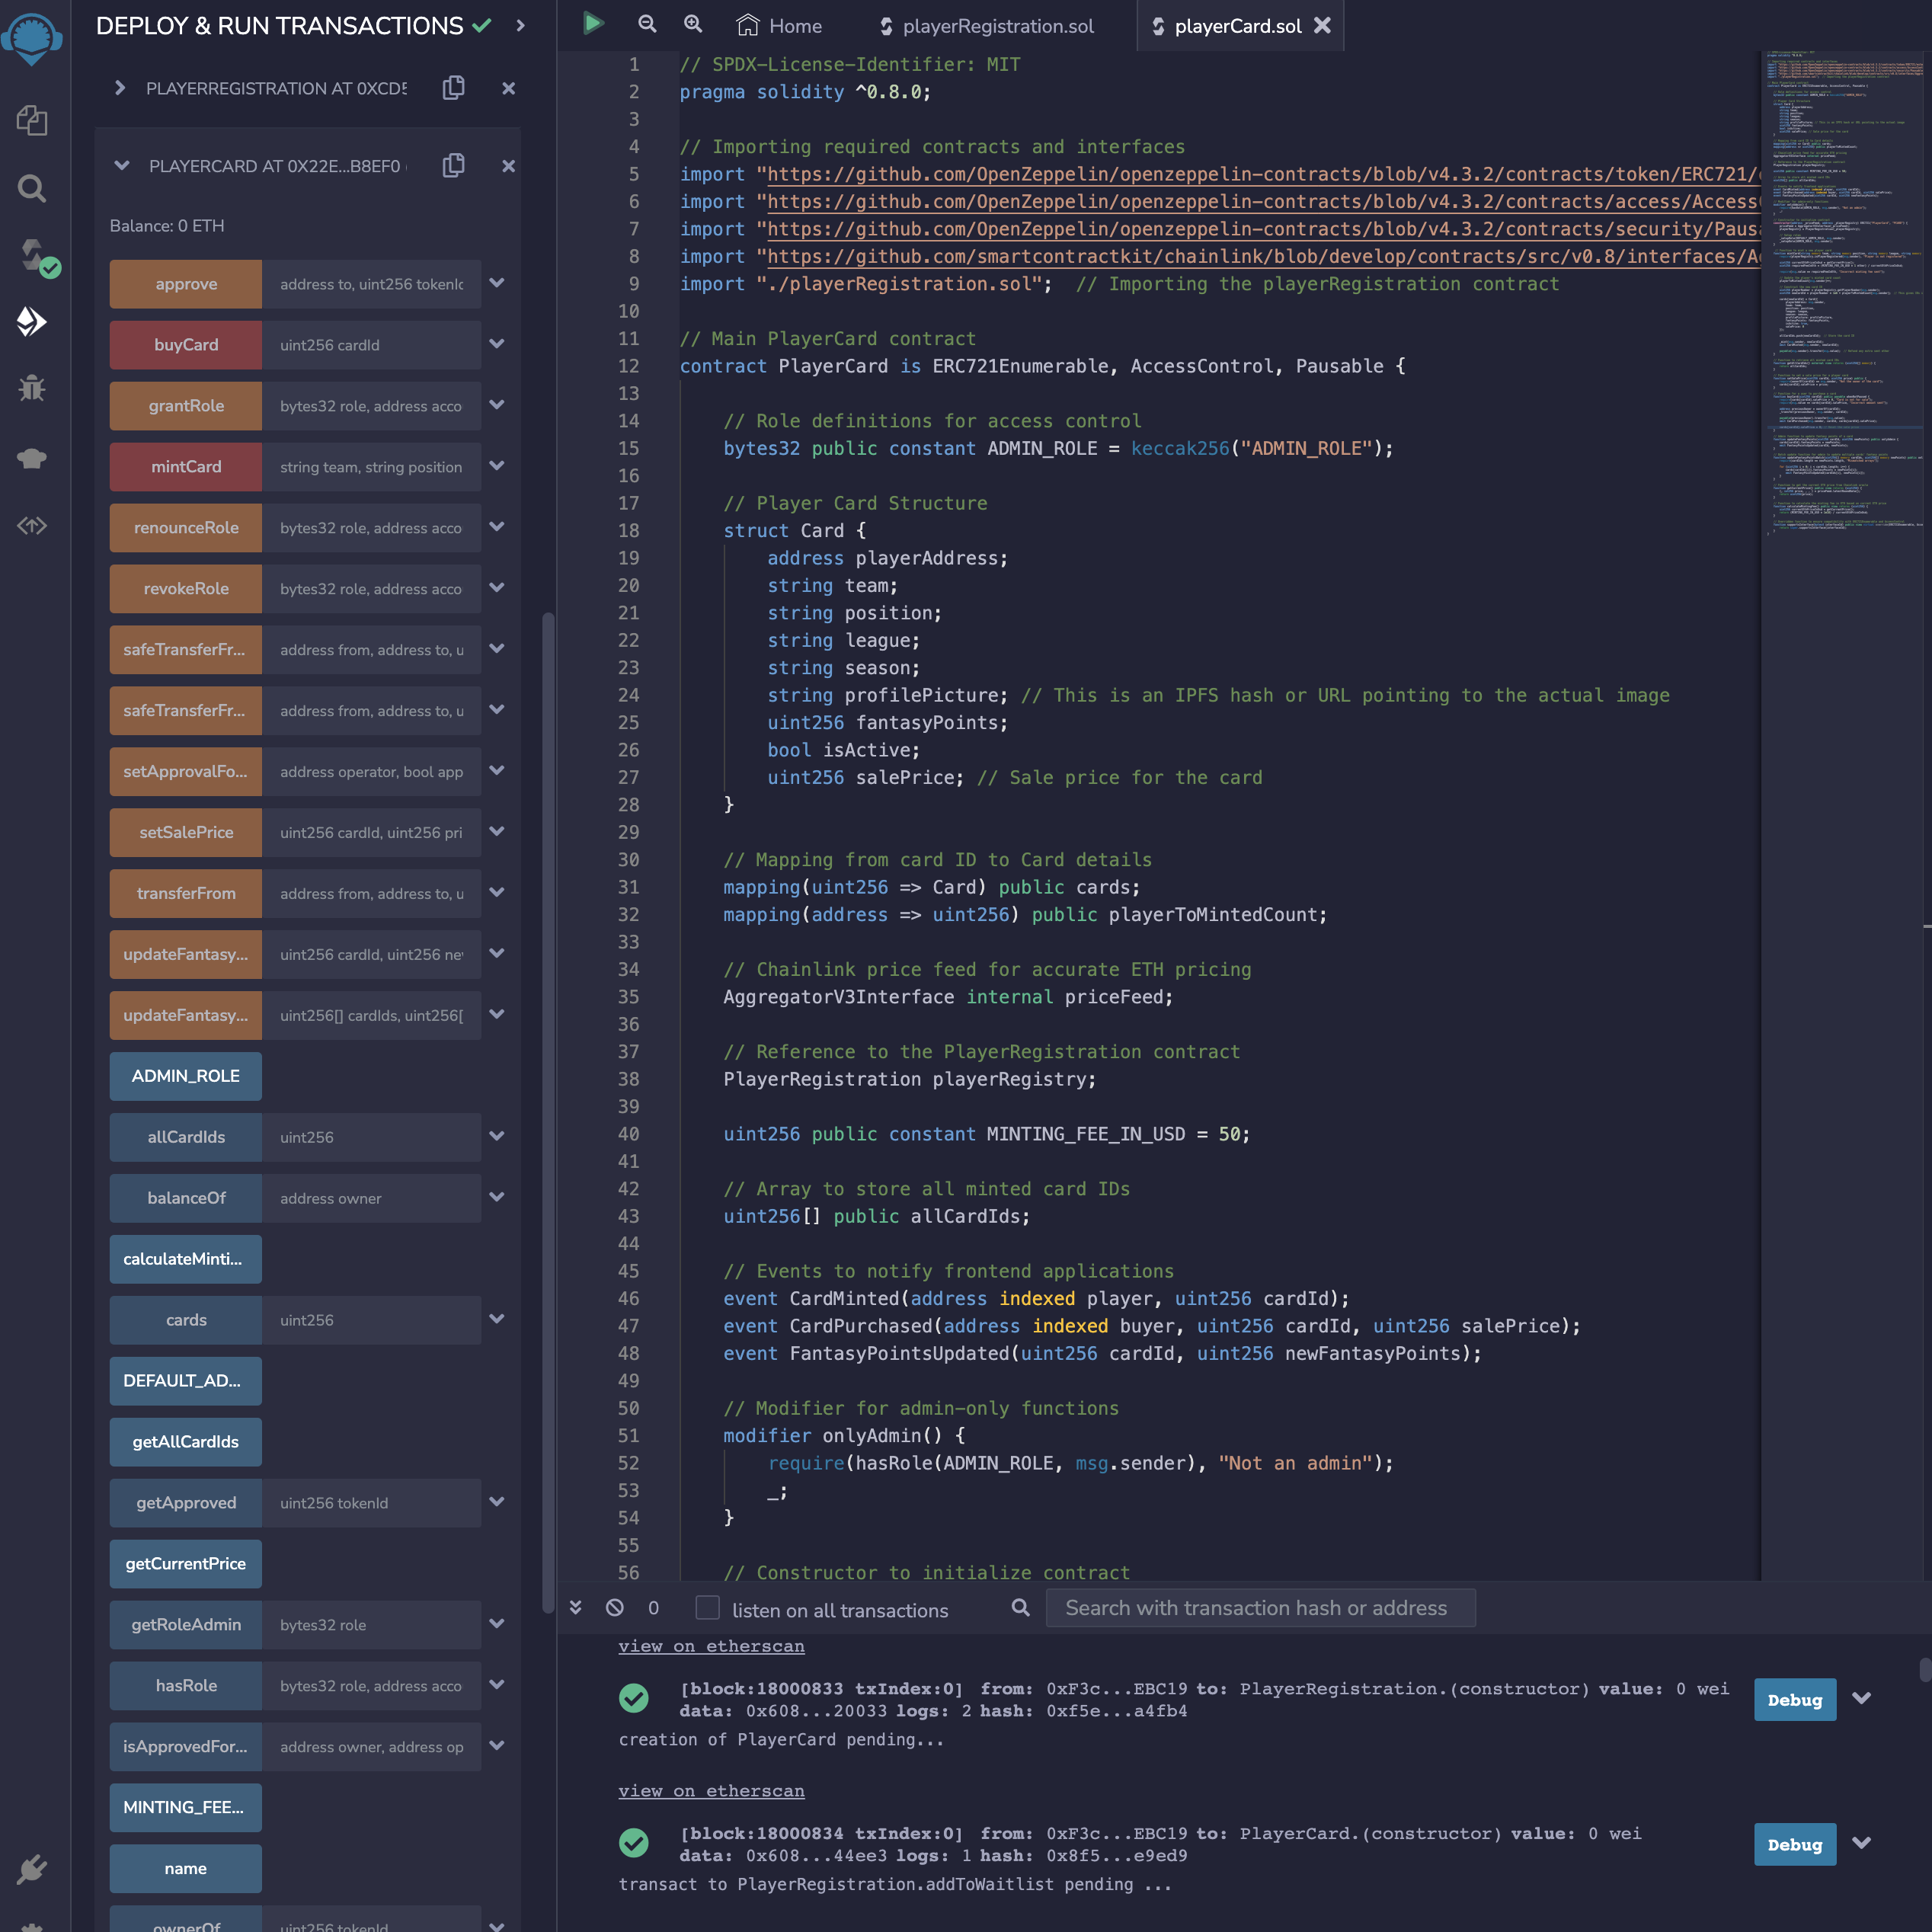 DEPLOY & RUN TRANSACTIONS
PLAYERREGISTRATION AT 0XCD
PLAYERCARD AT 0X22E...B8EF0 (
Balance: 0 ETH
approve address to, uint256 tokenId
buyCard uint256 cardId
grantRole bytes32 role, address acco
mintCard string team, string position
renounceRole bytes32 role, address acco
revokeRole bytes32 role, address acco
safeTransferFr... address from, address to, u
safeTransferFr... address from, address to, u
setApprovalFo... address operator, bool app
setSalePrice uint256 cardId, uint256 pri
transferFrom address from, address to, u
updateFantasy... uint256 cardId, uint256 ne
updateFantasy... uint256[] cardIds, uint256[
ADMIN_ROLE
allCardIds uint256
balanceOf address owner
calculateMinti...
cards uint256
DEFAULT_AD...
getAllCardIds
getApproved uint256 tokenId
getCurrentPrice
getRoleAdmin bytes32 role
hasRole bytes32 role, address acco
isApprovedFor... address owner, address op
MINTING_FEE...
name
ownerOf uint256 tokenId
Home playerRegistration.sol playerCard.sol
1 // SPDX-License-Identifier: MIT
2 pragma solidity ^0.8.0;
3
4 // Importing required contracts and interfaces
5 import "https://github.com/OpenZeppelin/openzeppelin-contracts/blob/v4.3.2/contracts/token/ERC721/
6 import "https://github.com/OpenZeppelin/openzeppelin-contracts/blob/v4.3.2/contracts/access/Access
7 import "https://github.com/OpenZeppelin/openzeppelin-contracts/blob/v4.3.2/contracts/security/Pausa
8 import "https://github.com/smartcontractkit/chainlink/blob/develop/contracts/src/v0.8/interfaces/A
9 import "./playerRegistration.sol";  // Importing the playerRegistration contract
10
11 // Main PlayerCard contract
12 contract PlayerCard is ERC721Enumerable, AccessControl, Pausable {
13
14 // Role definitions for access control
15 bytes32 public constant ADMIN_ROLE = keccak256("ADMIN_ROLE");
16
17 // Player Card Structure
18 struct Card {
19 address playerAddress;
20 string team;
21 string position;
22 string league;
23 string season;
24 string profilePicture; // This is an IPFS hash or URL pointing to the actual image
25 uint256 fantasyPoints;
26 bool isActive;
27 uint256 salePrice; // Sale price for the card
28 }
29
30 // Mapping from card ID to Card details
31 mapping(uint256 => Card) public cards;
32 mapping(address => uint256) public playerToMintedCount;
33
34 // Chainlink price feed for accurate ETH pricing
35 AggregatorV3Interface internal priceFeed;
36
37 // Reference to the PlayerRegistration contract
38 PlayerRegistration playerRegistry;
39
40 uint256 public constant MINTING_FEE_IN_USD = 50;
41
42 // Array to store all minted card IDs
43 uint256[] public allCardIds;
44
45 // Events to notify frontend applications
46 event CardMinted(address indexed player, uint256 cardId);
47 event CardPurchased(address indexed buyer, uint256 cardId, uint256 salePrice);
48 event FantasyPointsUpdated(uint256 cardId, uint256 newFantasyPoints);
49
50 // Modifier for admin-only functions
51 modifier onlyAdmin() {
52 require(hasRole(ADMIN_ROLE, msg.sender), "Not an admin");
53 _;
54 }
55
56 // Constructor to initialize contract
0 listen on all transactions Search with transaction hash or address
view on etherscan
[block:18000833 txIndex:0] from: 0xF3c...EBC19 to: PlayerRegistration.(constructor) value: 0 wei
data: 0x608...20033 logs: 2 hash: 0xf5e...a4fb4
Debug
creation of PlayerCard pending...
view on etherscan
[block:18000834 txIndex:0] from: 0xF3c...EBC19 to: PlayerCard.(constructor) value: 0 wei
data: 0x608...44ee3 logs: 1 hash: 0x8f5...e9ed9
Debug
transact to PlayerRegistration.addToWaitlist pending ...